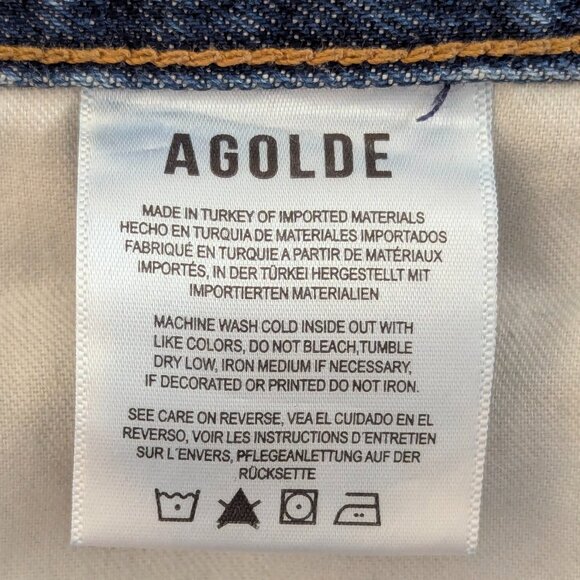 AGOLDE
MADE IN TURKEY OF IMPORTED MATERIALS
HECHO EN TURQUIA DE MATERIALES IMPORTADOS
FABRIQUÉ EN TURQUIE A PARTIR DE MATÉRIAUX
IMPORTÉS, IN DER TÜRKEI HERGESTELLT MIT
IMPORTIERTEN MATERIALIEN
MACHINE WASH COLD INSIDE OUT WITH
LIKE COLORS, DO NOT BLEACH,TUMBLE
DRY LOW, IRON MEDIUM IF NECESSARY,
IF DECORATED OR PRINTED DO NOT IRON.
SEE CARE ON REVERSE, VEA EL CUIDADO EN EL
REVERSO, VOIR LES INSTRUCTIONS D´ENTRETIEN
SUR L´ENVERS, PFLEGEANLEITTUNG AUF DER
RÜCKSETTE